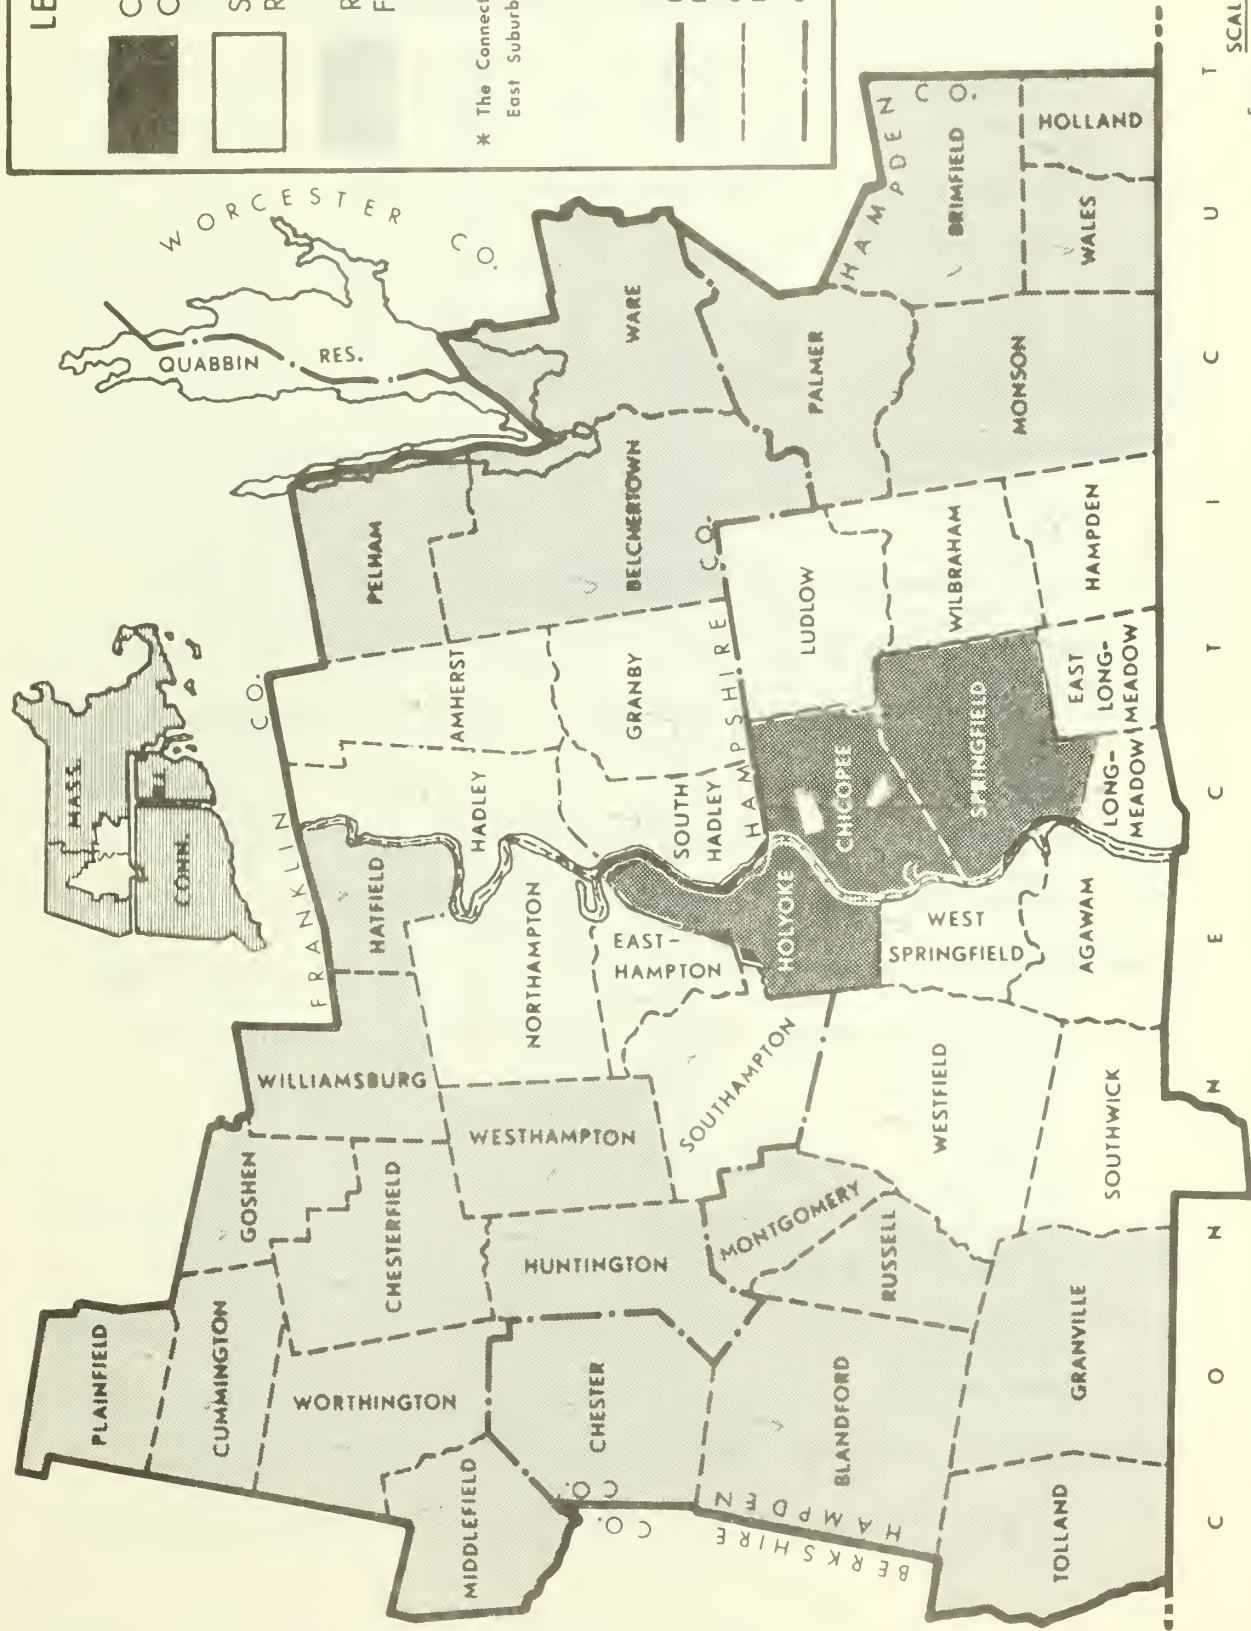 LE
C
O
S
R
R
F
* The Connect
East Suburb
SCAL
MASS.
R.I.
CONN.
WORCESTER CO.
QUABBIN RES.
FRANKLIN CO.
HAMPSHIRE CO.
HAMPDEN CO.
BERKSHIRE CO.
HAMPDEN CO.
CONNECTICUT
PLAINFIELD
CUMMINGTON
GOSHEN
WORTHINGTON
CHESTERFIELD
WILLIAMSBURG
HATFIELD
MIDDLEFIELD
CHESTER
HUNTINGTON
WESTHAMPTON
NORTHAMPTON
HADLEY
AMHERST
PELHAM
BELCHERTOWN
WARE
EAST-
HAMPTON
SOUTHAMPTON
SOUTH
HADLEY
GRANBY
MONTGOMERY
RUSSELL
BLANDFORD
WESTFIELD
HOLYOKE
CHICOPEE
LUDLOW
PALMER
WEST
SPRINGFIELD
SPRINGFIELD
WILBRAHAM
MONSON
BRIMFIELD
TOLLAND
GRANVILLE
SOUTHWICK
AGAWAM
LONG-
MEADOW
EAST
LONG-
MEADOW
HAMPDEN
WALES
HOLLAND